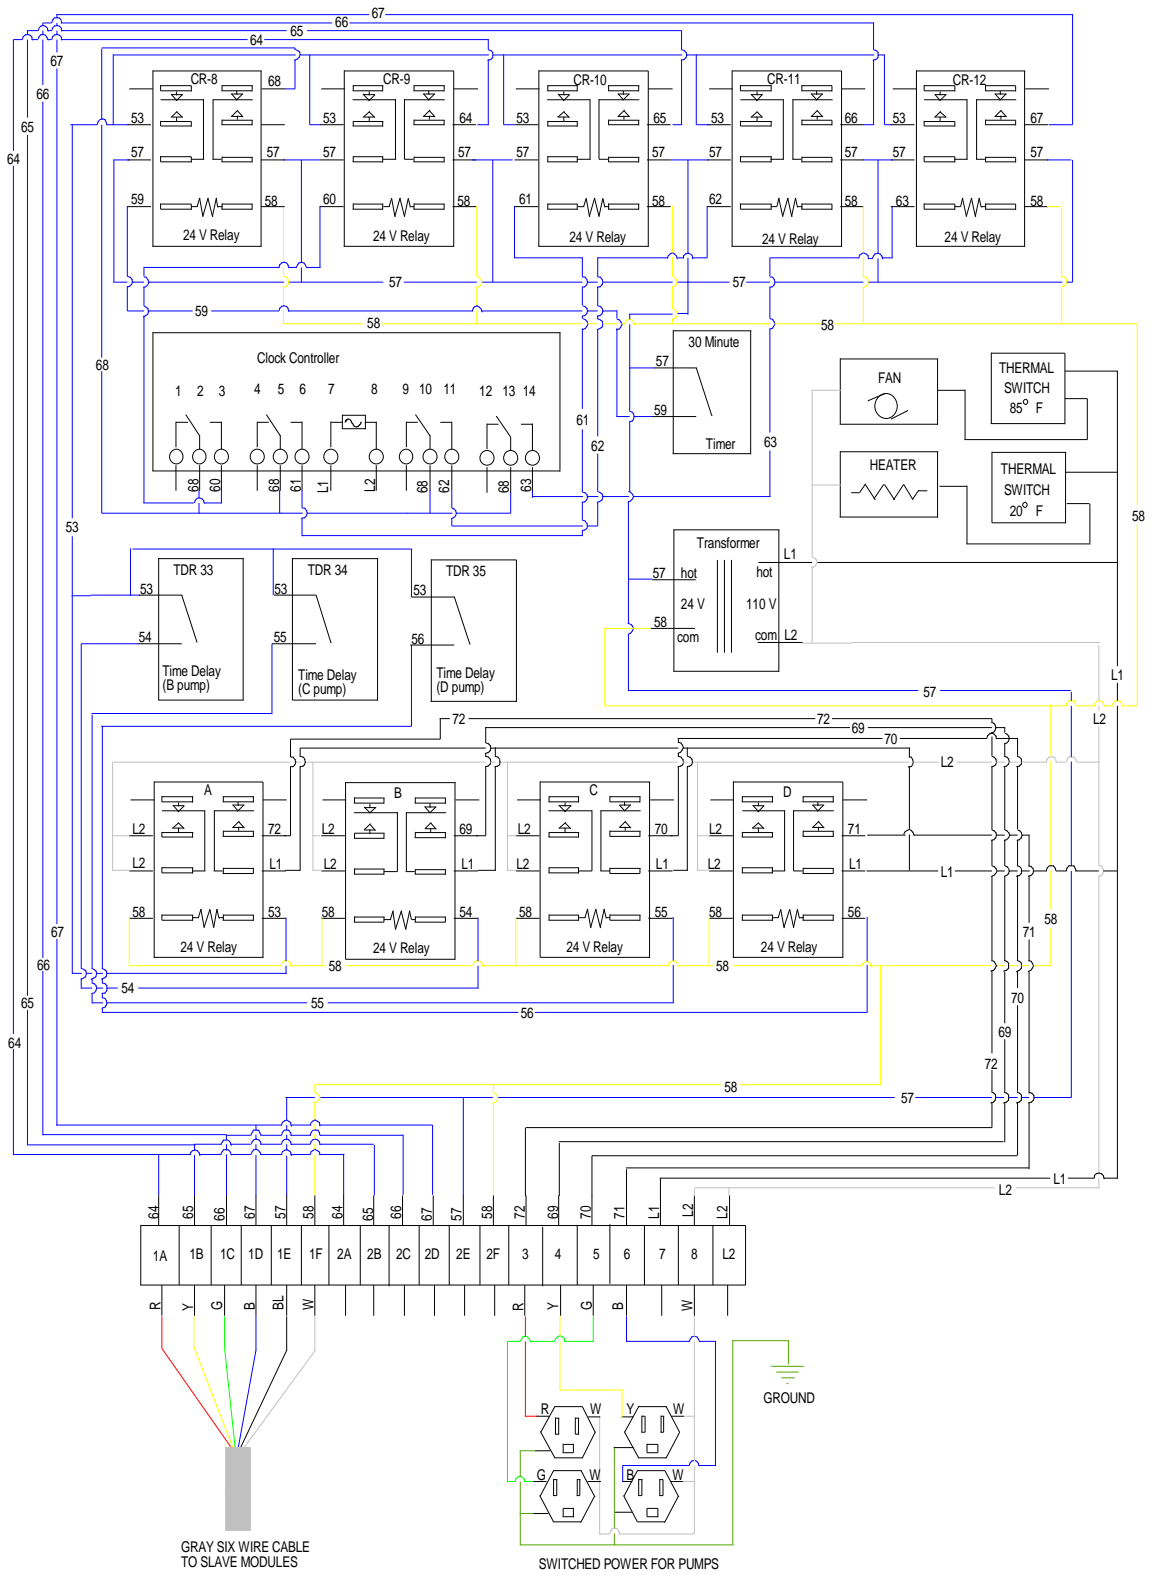 67
66
65
64
67
66
65
64
CR-8
CR-9
CR-10
CR-11
CR-12
68
53
53
64
53
65
53
66
53
67
57
57
57
57
57
57
57
57
57
57
59
58
60
58
61
58
62
58
63
58
24 V Relay
24 V Relay
24 V Relay
24 V Relay
24 V Relay
57
57
59
58
58
68
Clock Controller
1 2 3 4 5 6 7 8 9 10 11 12 13 14
68
60
68
61
L1
L2
68
62
68
63
61
62
63
30 Minute
57
59
Timer
FAN
THERMAL
SWITCH
85° F
HEATER
THERMAL
SWITCH
20° F
58
53
Transformer
L1
57
hot
hot
24 V
110 V
58
com
com
L2
TDR 33
53
54
Time Delay
(B pump)
TDR 34
53
55
Time Delay
(C pump)
TDR 35
53
56
Time Delay
(D pump)
57
L1
L2
72
72
69
70
L2
A
B
C
D
L2
72
L2
69
L2
70
L2
71
L2
L1
L2
L1
L2
L1
L2
L1
L1
58
53
58
54
58
55
58
56
24 V Relay
24 V Relay
24 V Relay
24 V Relay
58
58
58
71
54
55
56
70
69
72
67
66
65
64
58
57
L1
L2
64
65
66
67
57
58
64
65
66
67
57
58
72
69
70
71
L1
L2
L2
1A
1B
1C
1D
1E
1F
2A
2B
2C
2D
2E
2F
3
4
5
6
7
8
L2
R
Y
G
B
BL
W
R
Y
G
B
W
GROUND
R
W
Y
W
G
W
B
W
GRAY SIX WIRE CABLE
TO SLAVE MODULES
SWITCHED POWER FOR PUMPS